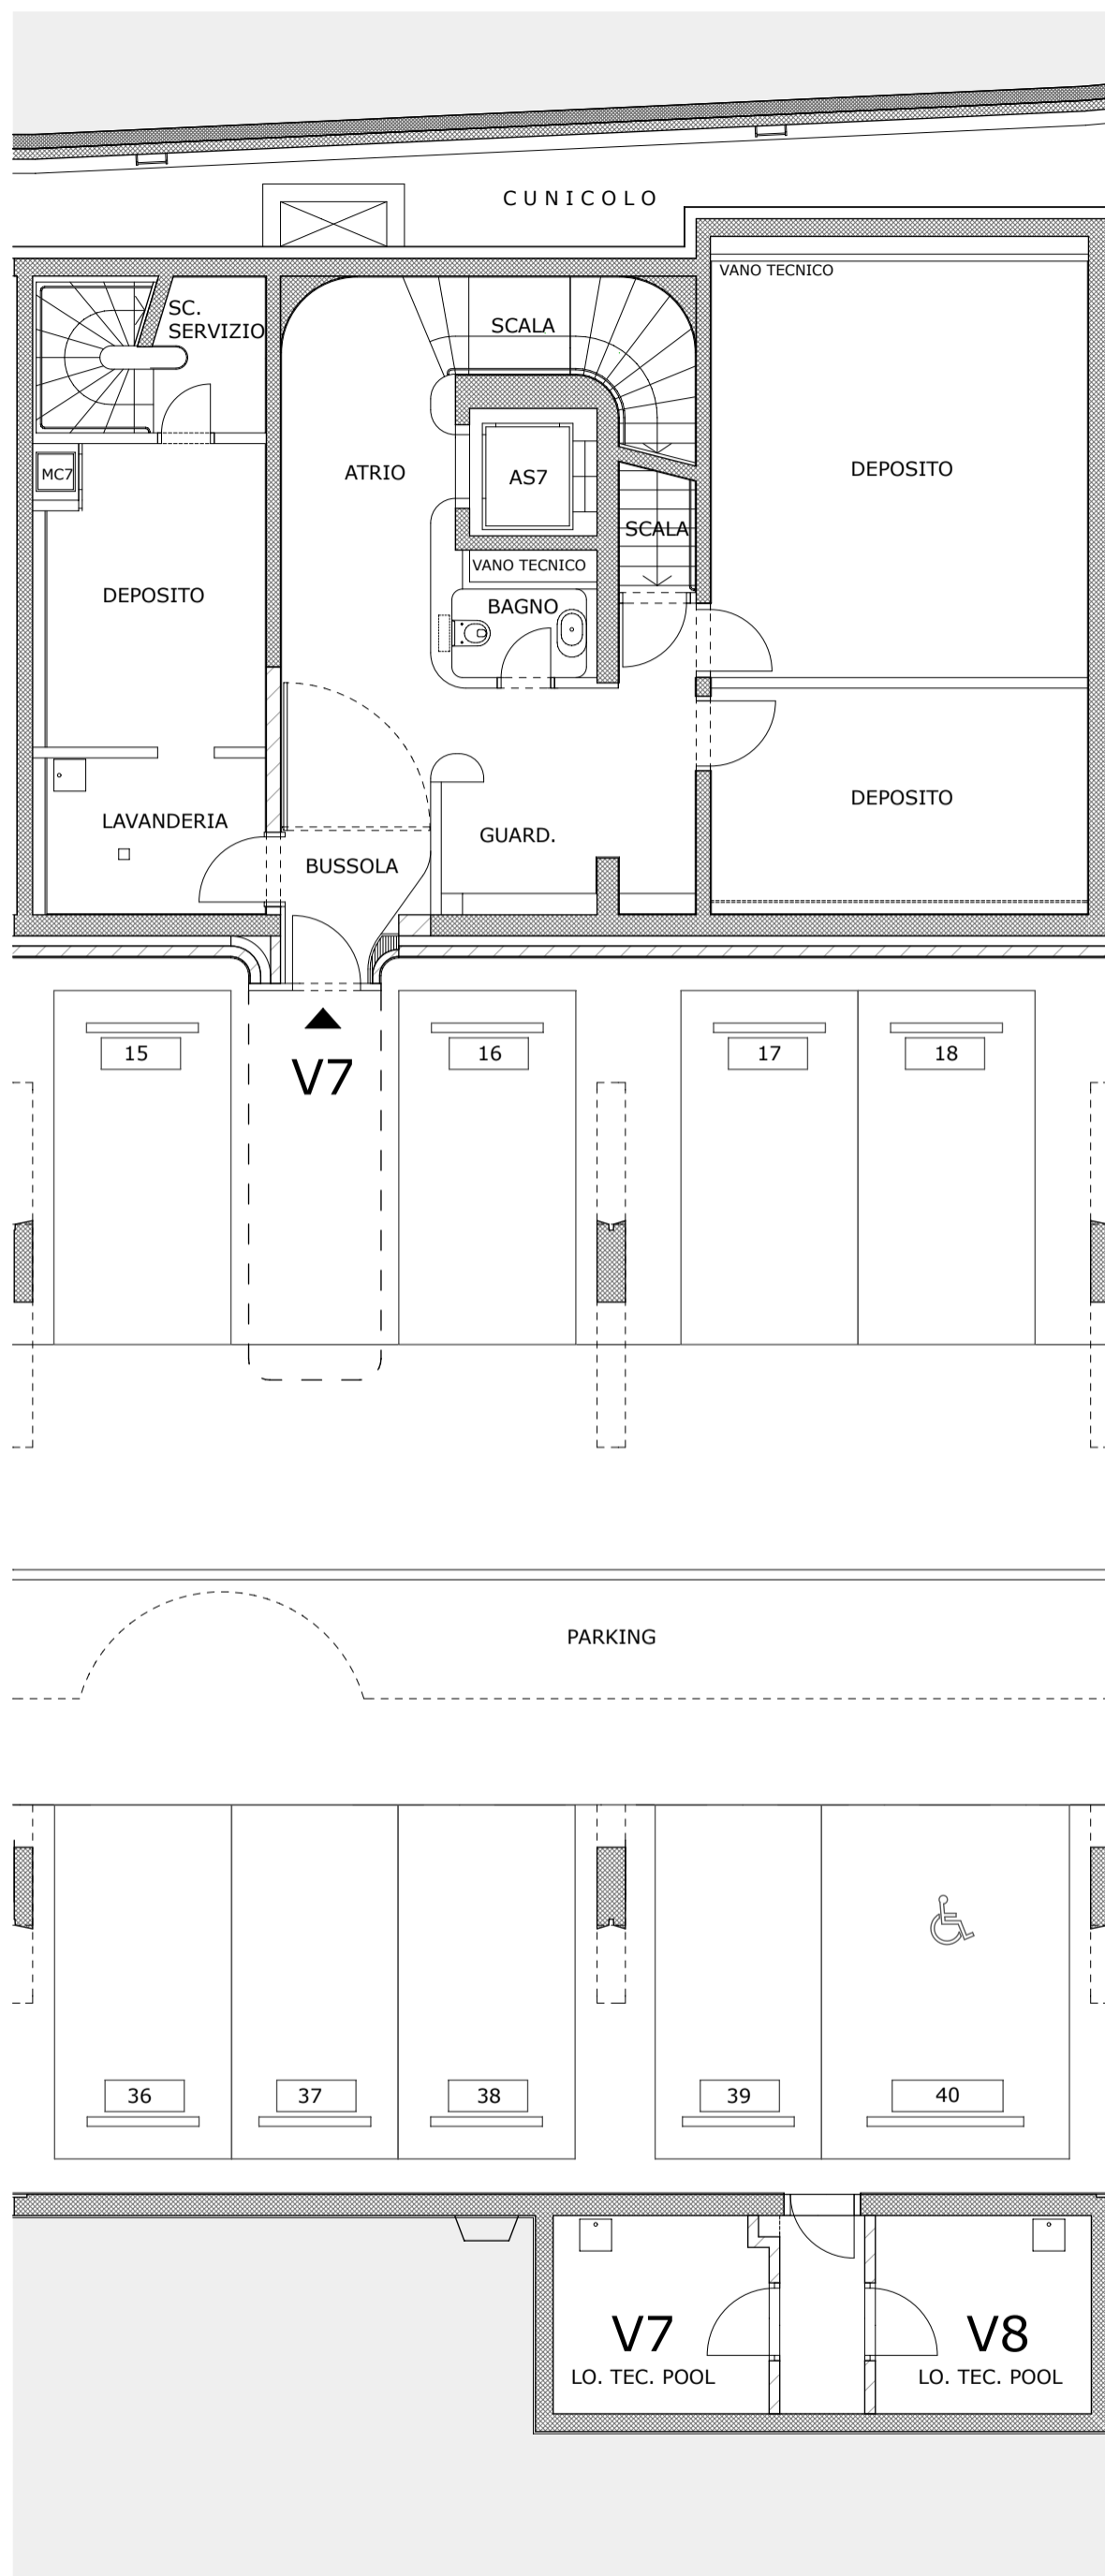 C U N I C O L O
VANO TECNICO
SC.
SERVIZIO
SCALA
MC7
ATRIO
AS7
DEPOSITO
SCALA
VANO TECNICO
DEPOSITO
BAGNO
DEPOSITO
LAVANDERIA
GUARD.
BUSSOLA
15
16
17
18
V7
PARKING
36
37
38
39
40
V7
LO. TEC. POOL
V8
LO. TEC. POOL